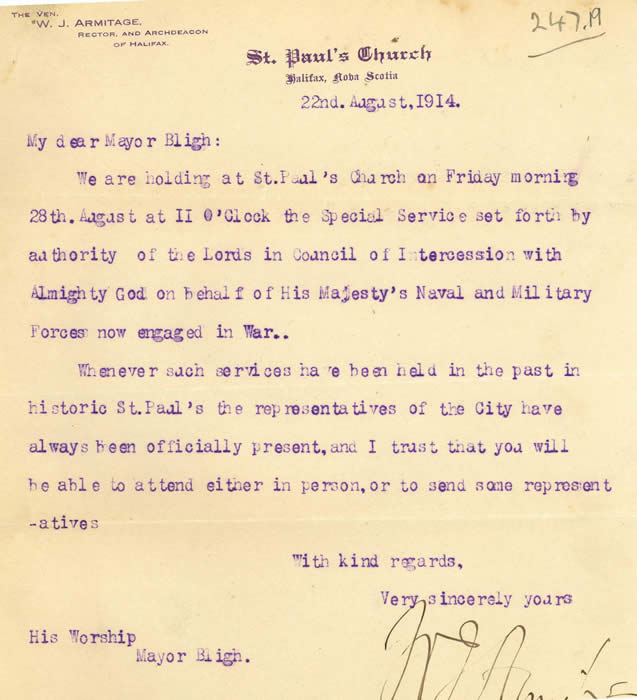 The Ven.
W. J. Armitage,
Rector, and Archdeacon
of Halifax.
247.A
St. Paul's Church
Halifax, Nova Scotia
22nd. August,1914.
My dear Mayor Bligh:
We are holding at St.Paul's Church on Friday morning
28th. August at II O'Clock the Special Service set forth by
authority of the Lords in Council of Intercession with
Almighty God on behalf of His Majesty's Naval and Military
Forces now engaged in War..
Whenever such services have been held in the past in
historic St.Paul's the representatives of the City have
always been officially present,and I trust that you will
be able to attend either in person,or to send some represent
-atives
With kind regards,
Very sincerely yours
His Worship
Mayor Bligh.